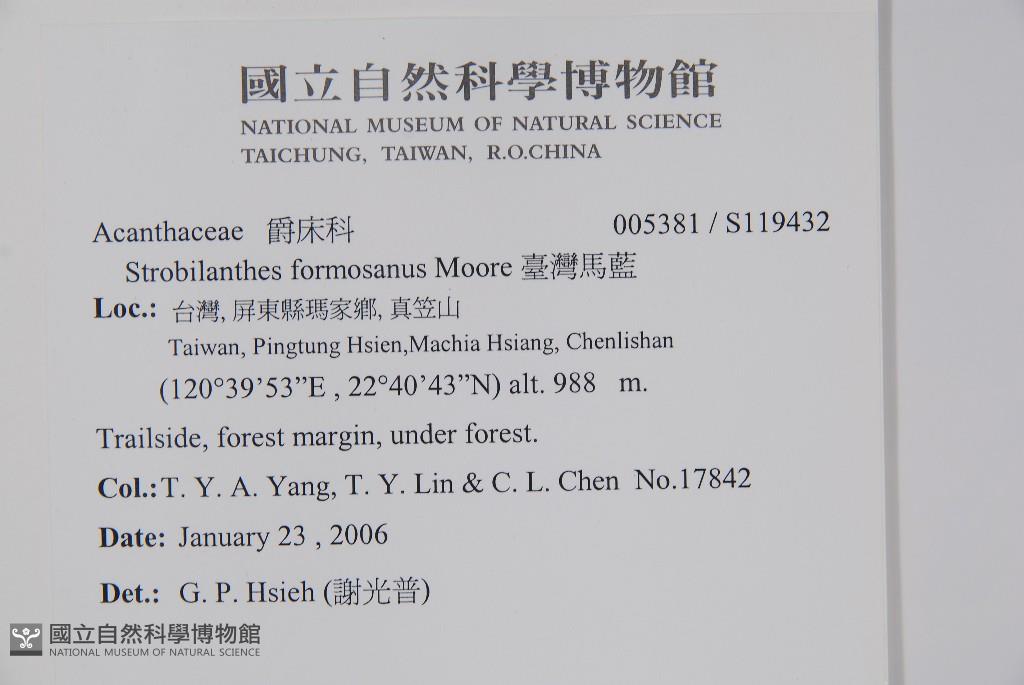 國立自然科學博物館
NATIONAL MUSEUM OF NATURAL SCIENCE
TAICHUNG, TAIWAN, R.O.CHINA
Acanthaceae 爵床科 005381 / S119432
Strobilanthes formosanus Moore 臺灣馬藍
Loc.: 台灣, 屏東縣瑪家鄉, 真笠山
Taiwan, Pingtung Hsien,Machia Hsiang, Chenlishan
(120°39’53”E , 22°40’43”N) alt. 988 m.
Trailside, forest margin, under forest.
Col.: T. Y. A. Yang, T. Y. Lin & C. L. Chen No.17842
Date: January 23 , 2006
Det.: G. P. Hsieh (謝光普)
國立自然科學博物館
NATIONAL MUSEUM OF NATURAL SCIENCE